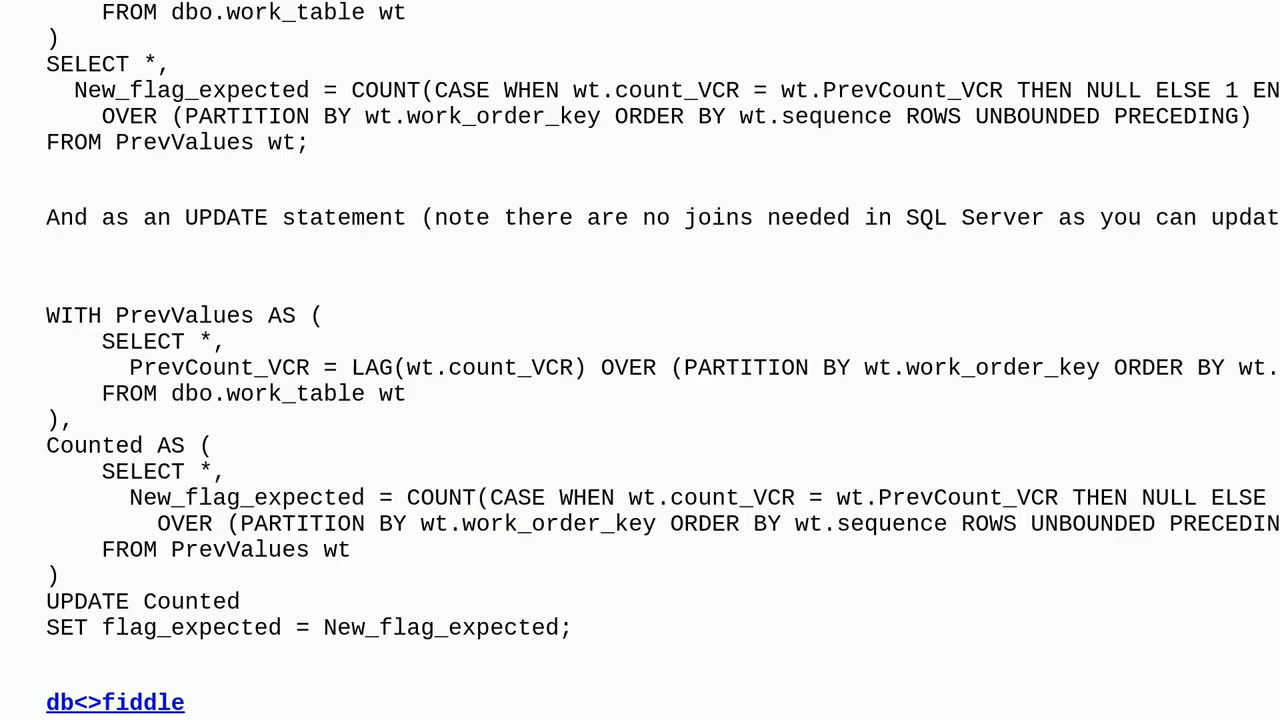 FROM dbo.work_table wt
)
SELECT *,
New_flag_expected = COUNT(CASE WHEN wt.count_VCR = wt.PrevCount_VCR THEN NULL ELSE 1 EN
OVER (PARTITION BY wt.work_order_key ORDER BY wt.sequence ROWS UNBOUNDED PRECEDING)
FROM PrevValues wt;
And as an UPDATE statement (note there are no joins needed in SQL Server as you can updat
WITH PrevValues AS (
SELECT *,
PrevCount_VCR = LAG(wt.count_VCR) OVER (PARTITION BY wt.work_order_key ORDER BY wt.
FROM dbo.work_table wt
),
Counted AS (
SELECT *,
New_flag_expected = COUNT(CASE WHEN wt.count_VCR = wt.PrevCount_VCR THEN NULL ELSE
OVER (PARTITION BY wt.work_order_key ORDER BY wt.sequence ROWS UNBOUNDED PRECEDIN
FROM PrevValues wt
)
UPDATE Counted
SET flag_expected = New_flag_expected;
db<>fiddle